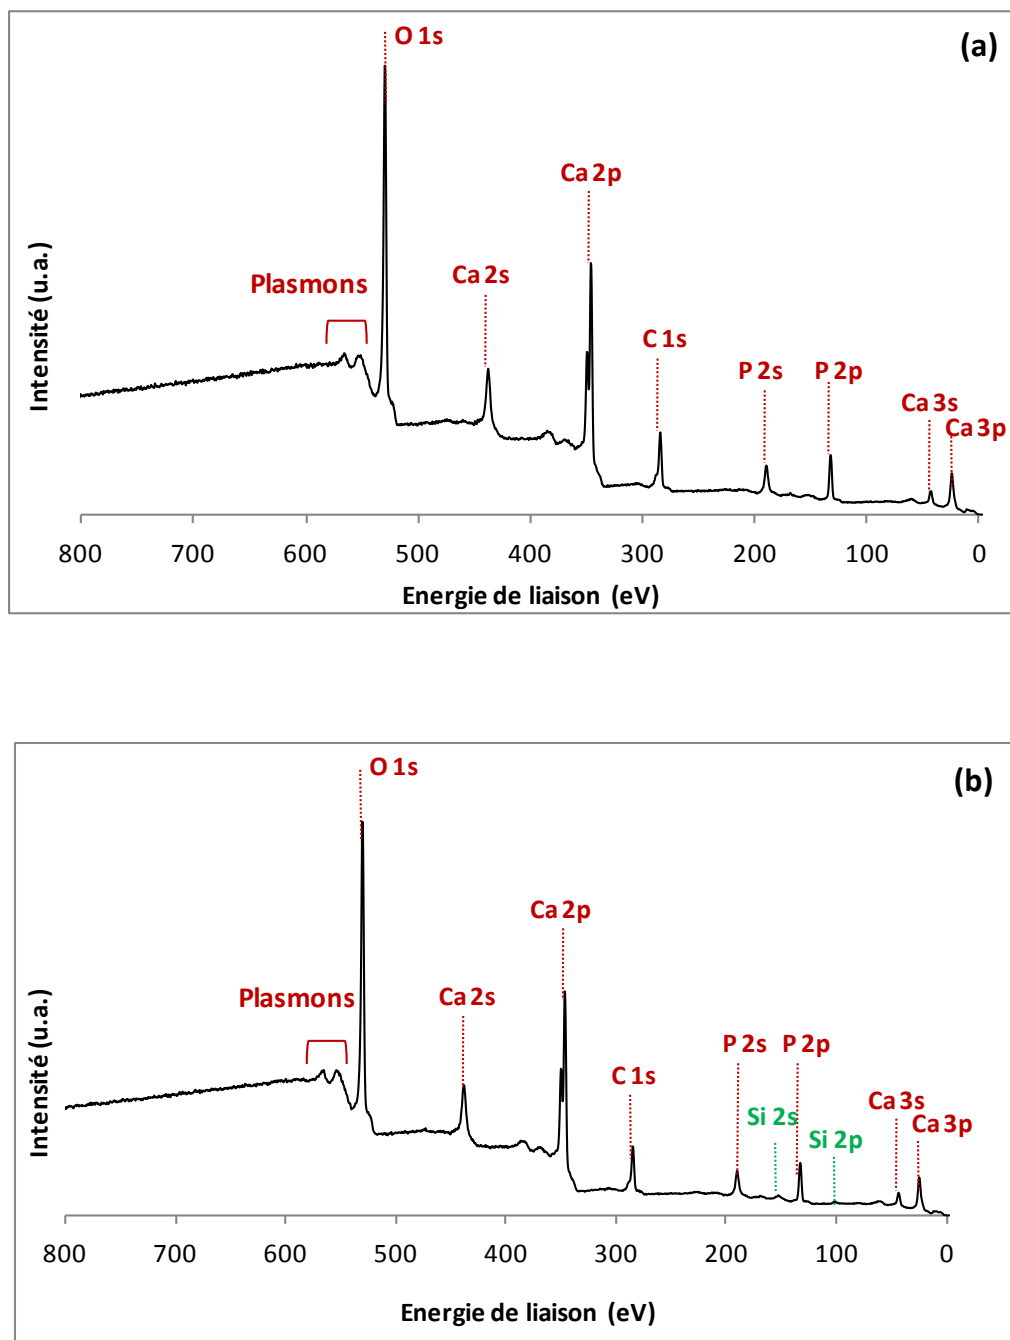 (a)
O 1s
Ca 2p
Plasmons
Ca 2s
C 1s
P 2s
P 2p
Ca 3s
Ca 3p
Intensité (u.a.)
800 700 600 500 400 300 200 100 0
Energie de liaison (eV)
(b)
O 1s
Ca 2p
Plasmons
Ca 2s
C 1s
P 2s
P 2p
Si 2s
Si 2p
Ca 3s
Ca 3p
Intensité (u.a.)
800 700 600 500 400 300 200 100 0
Energie de liaison (eV)